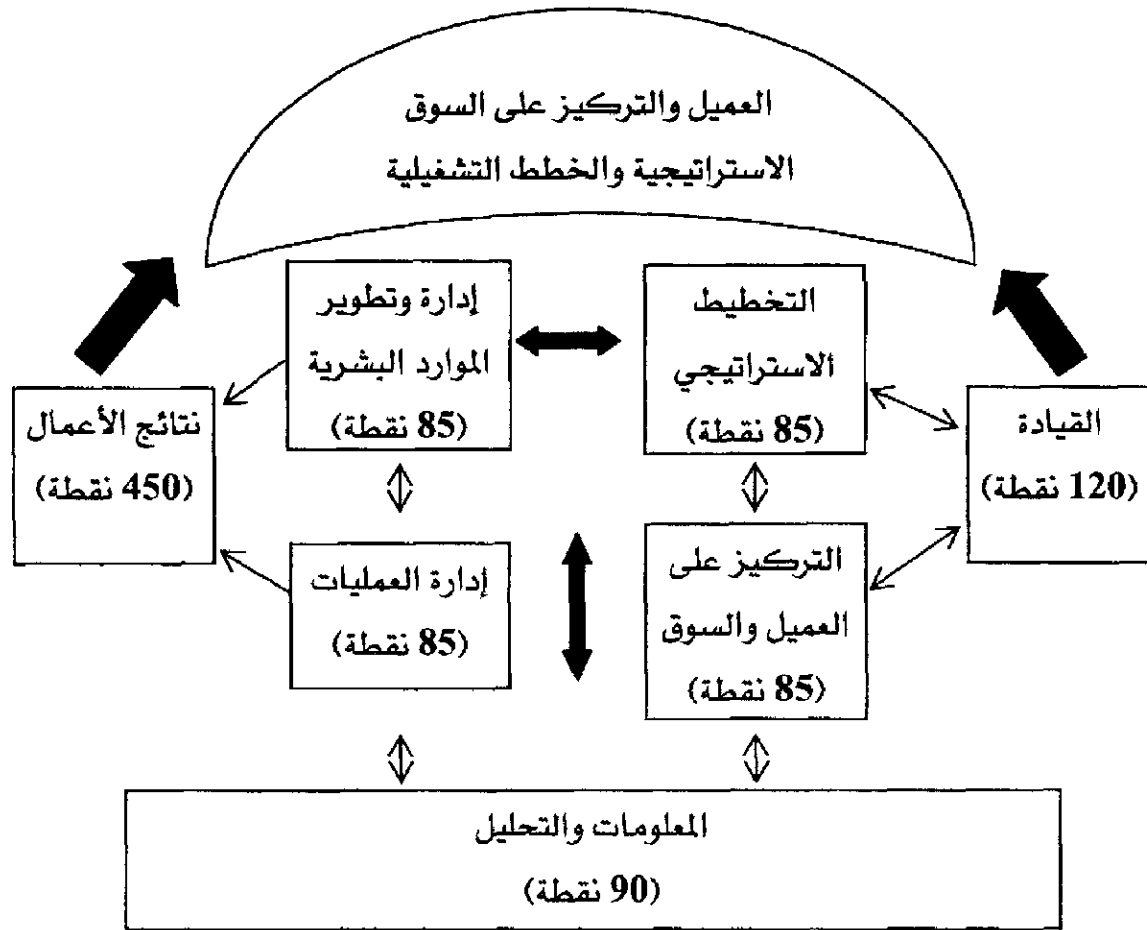 العميل والتركيز على السوق
الاستراتيجية والخطط التشغيلية
القيادة
(120 نقطة)
التخطيط
الاستراتيجي
(85 نقطة)
التركيز على
العميل والسوق
(85 نقطة)
إدارة وتطوير
الموارد البشرية
(85 نقطة)
إدارة العمليات
(85 نقطة)
نتائج الأعمال
(450 نقطة)
المعلومات والتحليل
(90 نقطة)